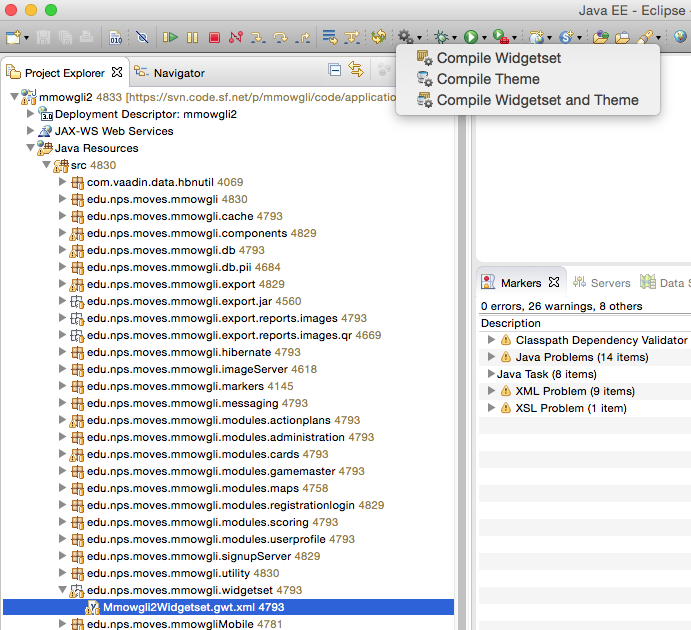 Java EE - Eclipse
010
Compile Widgetset
Compile Theme
Compile Widgetset and Theme
Project Explorer
Navigator
mmowgli2 4833 [https://svn.code.sf.net/p/mmowgli/code/applicatio
Deployment Descriptor: mmowgli2
JAX-WS Web Services
Java Resources
src 4830
com.vaadin.data.hbnutil 4069
edu.nps.moves.mmowgli 4830
edu.nps.moves.mmowgli.cache 4793
edu.nps.moves.mmowgli.components 4829
edu.nps.moves.mmowgli.db 4793
edu.nps.moves.mmowgli.db.pii 4684
edu.nps.moves.mmowgli.export 4829
edu.nps.moves.mmowgli.export.jar 4560
edu.nps.moves.mmowgli.export.reports.images 4793
edu.nps.moves.mmowgli.export.reports.images.qr 4669
edu.nps.moves.mmowgli.hibernate 4793
edu.nps.moves.mmowgli.imageServer 4618
edu.nps.moves.mmowgli.markers 4145
edu.nps.moves.mmowgli.messaging 4793
edu.nps.moves.mmowgli.modules.actionplans 4793
edu.nps.moves.mmowgli.modules.administration 4793
edu.nps.moves.mmowgli.modules.cards 4793
edu.nps.moves.mmowgli.modules.gamemaster 4793
edu.nps.moves.mmowgli.modules.maps 4758
edu.nps.moves.mmowgli.modules.registrationlogin 4829
edu.nps.moves.mmowgli.modules.scoring 4793
edu.nps.moves.mmowgli.modules.userprofile 4793
edu.nps.moves.mmowgli.signupServer 4829
edu.nps.moves.mmowgli.utility 4830
edu.nps.moves.mmowgli.widgetset 4793
Mmowgli2Widgetset.gwt.xml 4793
edu.nps.moves.mmowgliMobile 4781
Markers
Servers
Data S
0 errors, 26 warnings, 8 others
Description
Classpath Dependency Validator
Java Problems (14 items)
Java Task (8 items)
XML Problem (9 items)
XSL Problem (1 item)